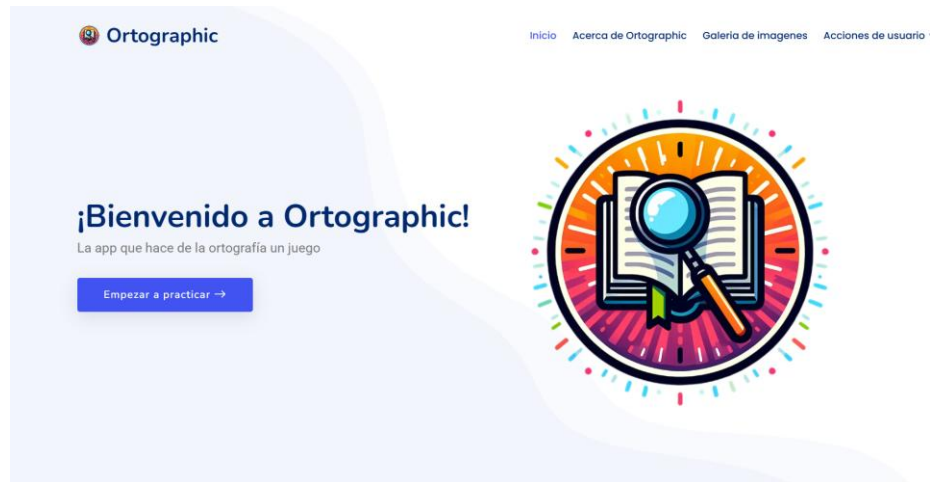 Ortographic
Inicio Acerca de Ortographic Galeria de imagenes Acciones de usuario
¡Bienvenido a Ortographic!
La app que hace de la ortografía un juego
Empezar a practicar →